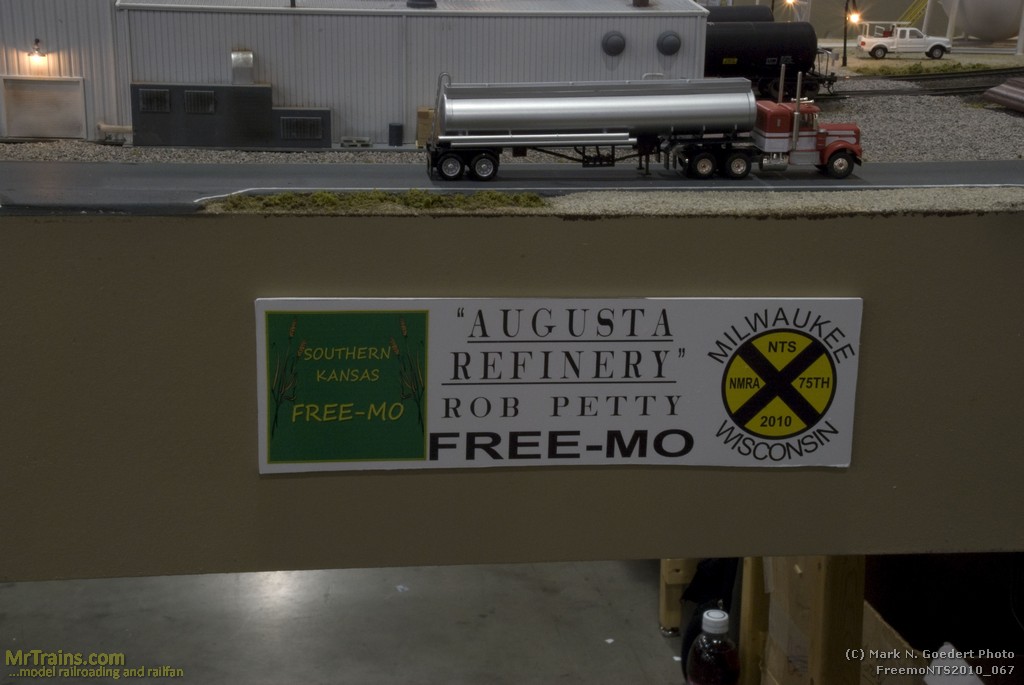 SOUTHERN
KANSAS
FREE-MO
"AUGUSTA
REFINERY"
ROB PETTY
FREE-MO
MILWAUKEE
NTS
NMRA 75TH
2010
WISCONSIN
MrTrains.com
...model railroading and railfan
(C) Mark N. Goedert Photo
FreemoNTS2010_067